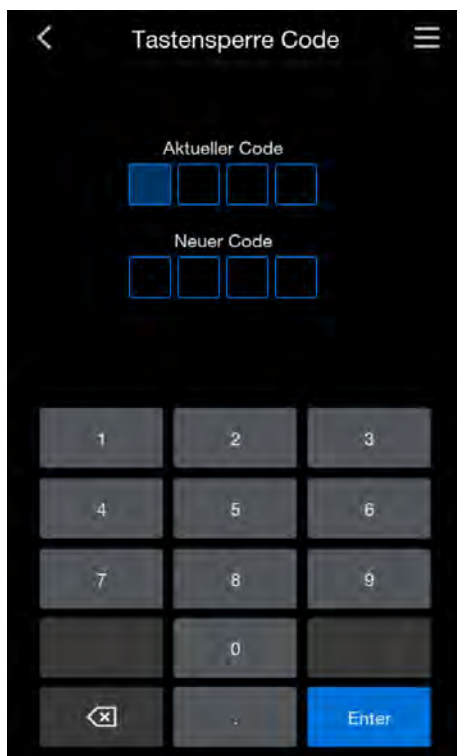 Tastensperre Code
Aktueller Code
Neuer Code
1 2 3
4 5 6
7 8 9
0
. Enter